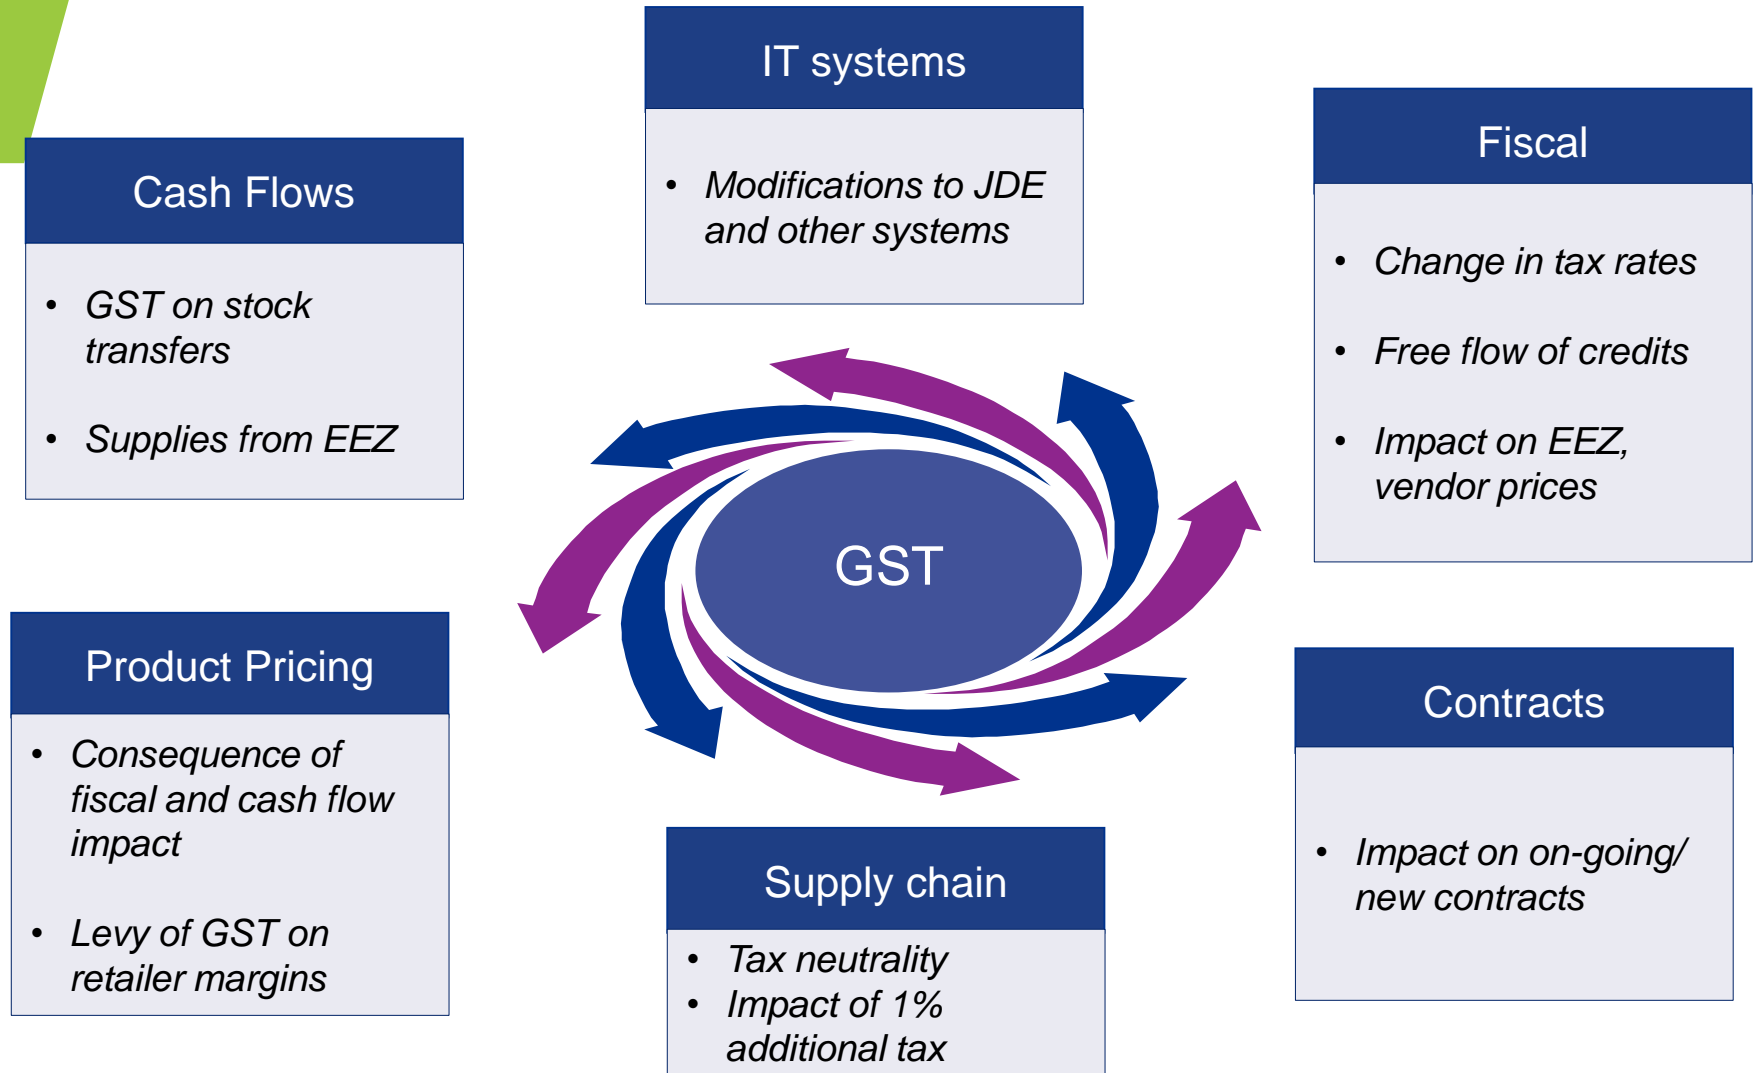 IT systems
• Modifications to JDE
and other systems
Fiscal
• Change in tax rates
• Free flow of credits
• Impact on EEZ,
vendor prices
Cash Flows
• GST on stock
transfers
• Supplies from EEZ
GST
Product Pricing
• Consequence of
fiscal and cash flow
impact
• Levy of GST on
retailer margins
Contracts
• Impact on on-going/
new contracts
Supply chain
• Tax neutrality
• Impact of 1%
additional tax